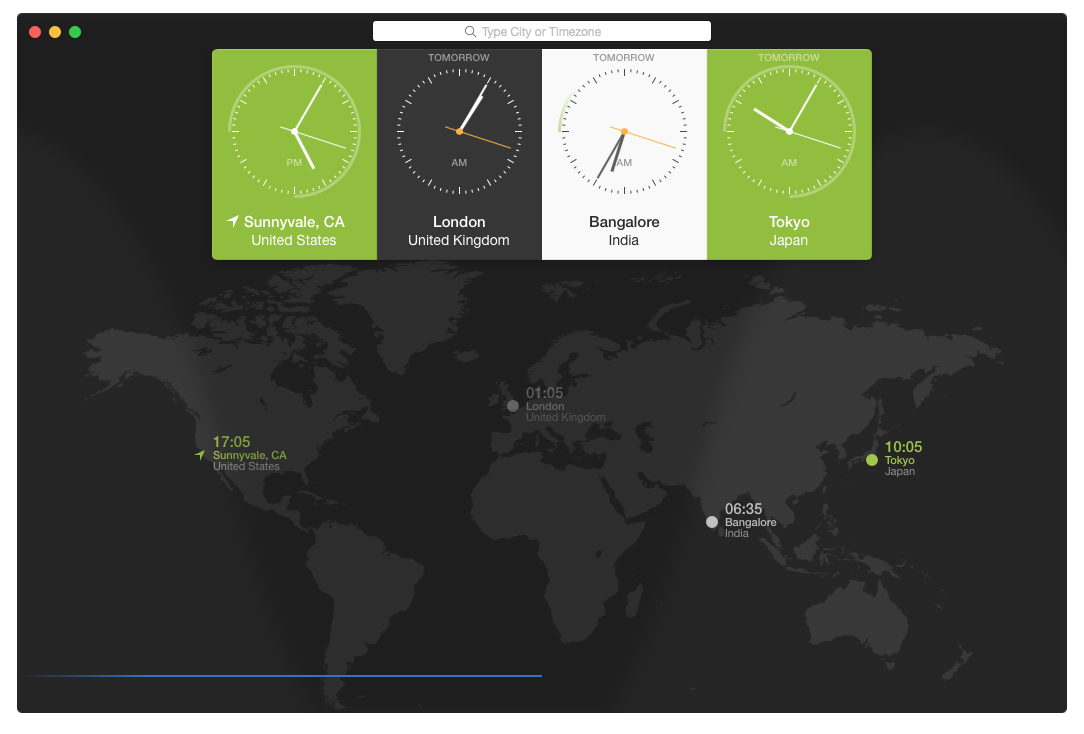 Type City or Timezone
TOMORROW
TOMORROW
TOMORROW
PM
AM
AM
AM
Sunnyvale, CA
United States
London
United Kingdom
Bangalore
India
Tokyo
Japan
01:05
London
United Kingdom
17:05
Sunnyvale, CA
United States
10:05
Tokyo
Japan
06:35
Bangalore
India